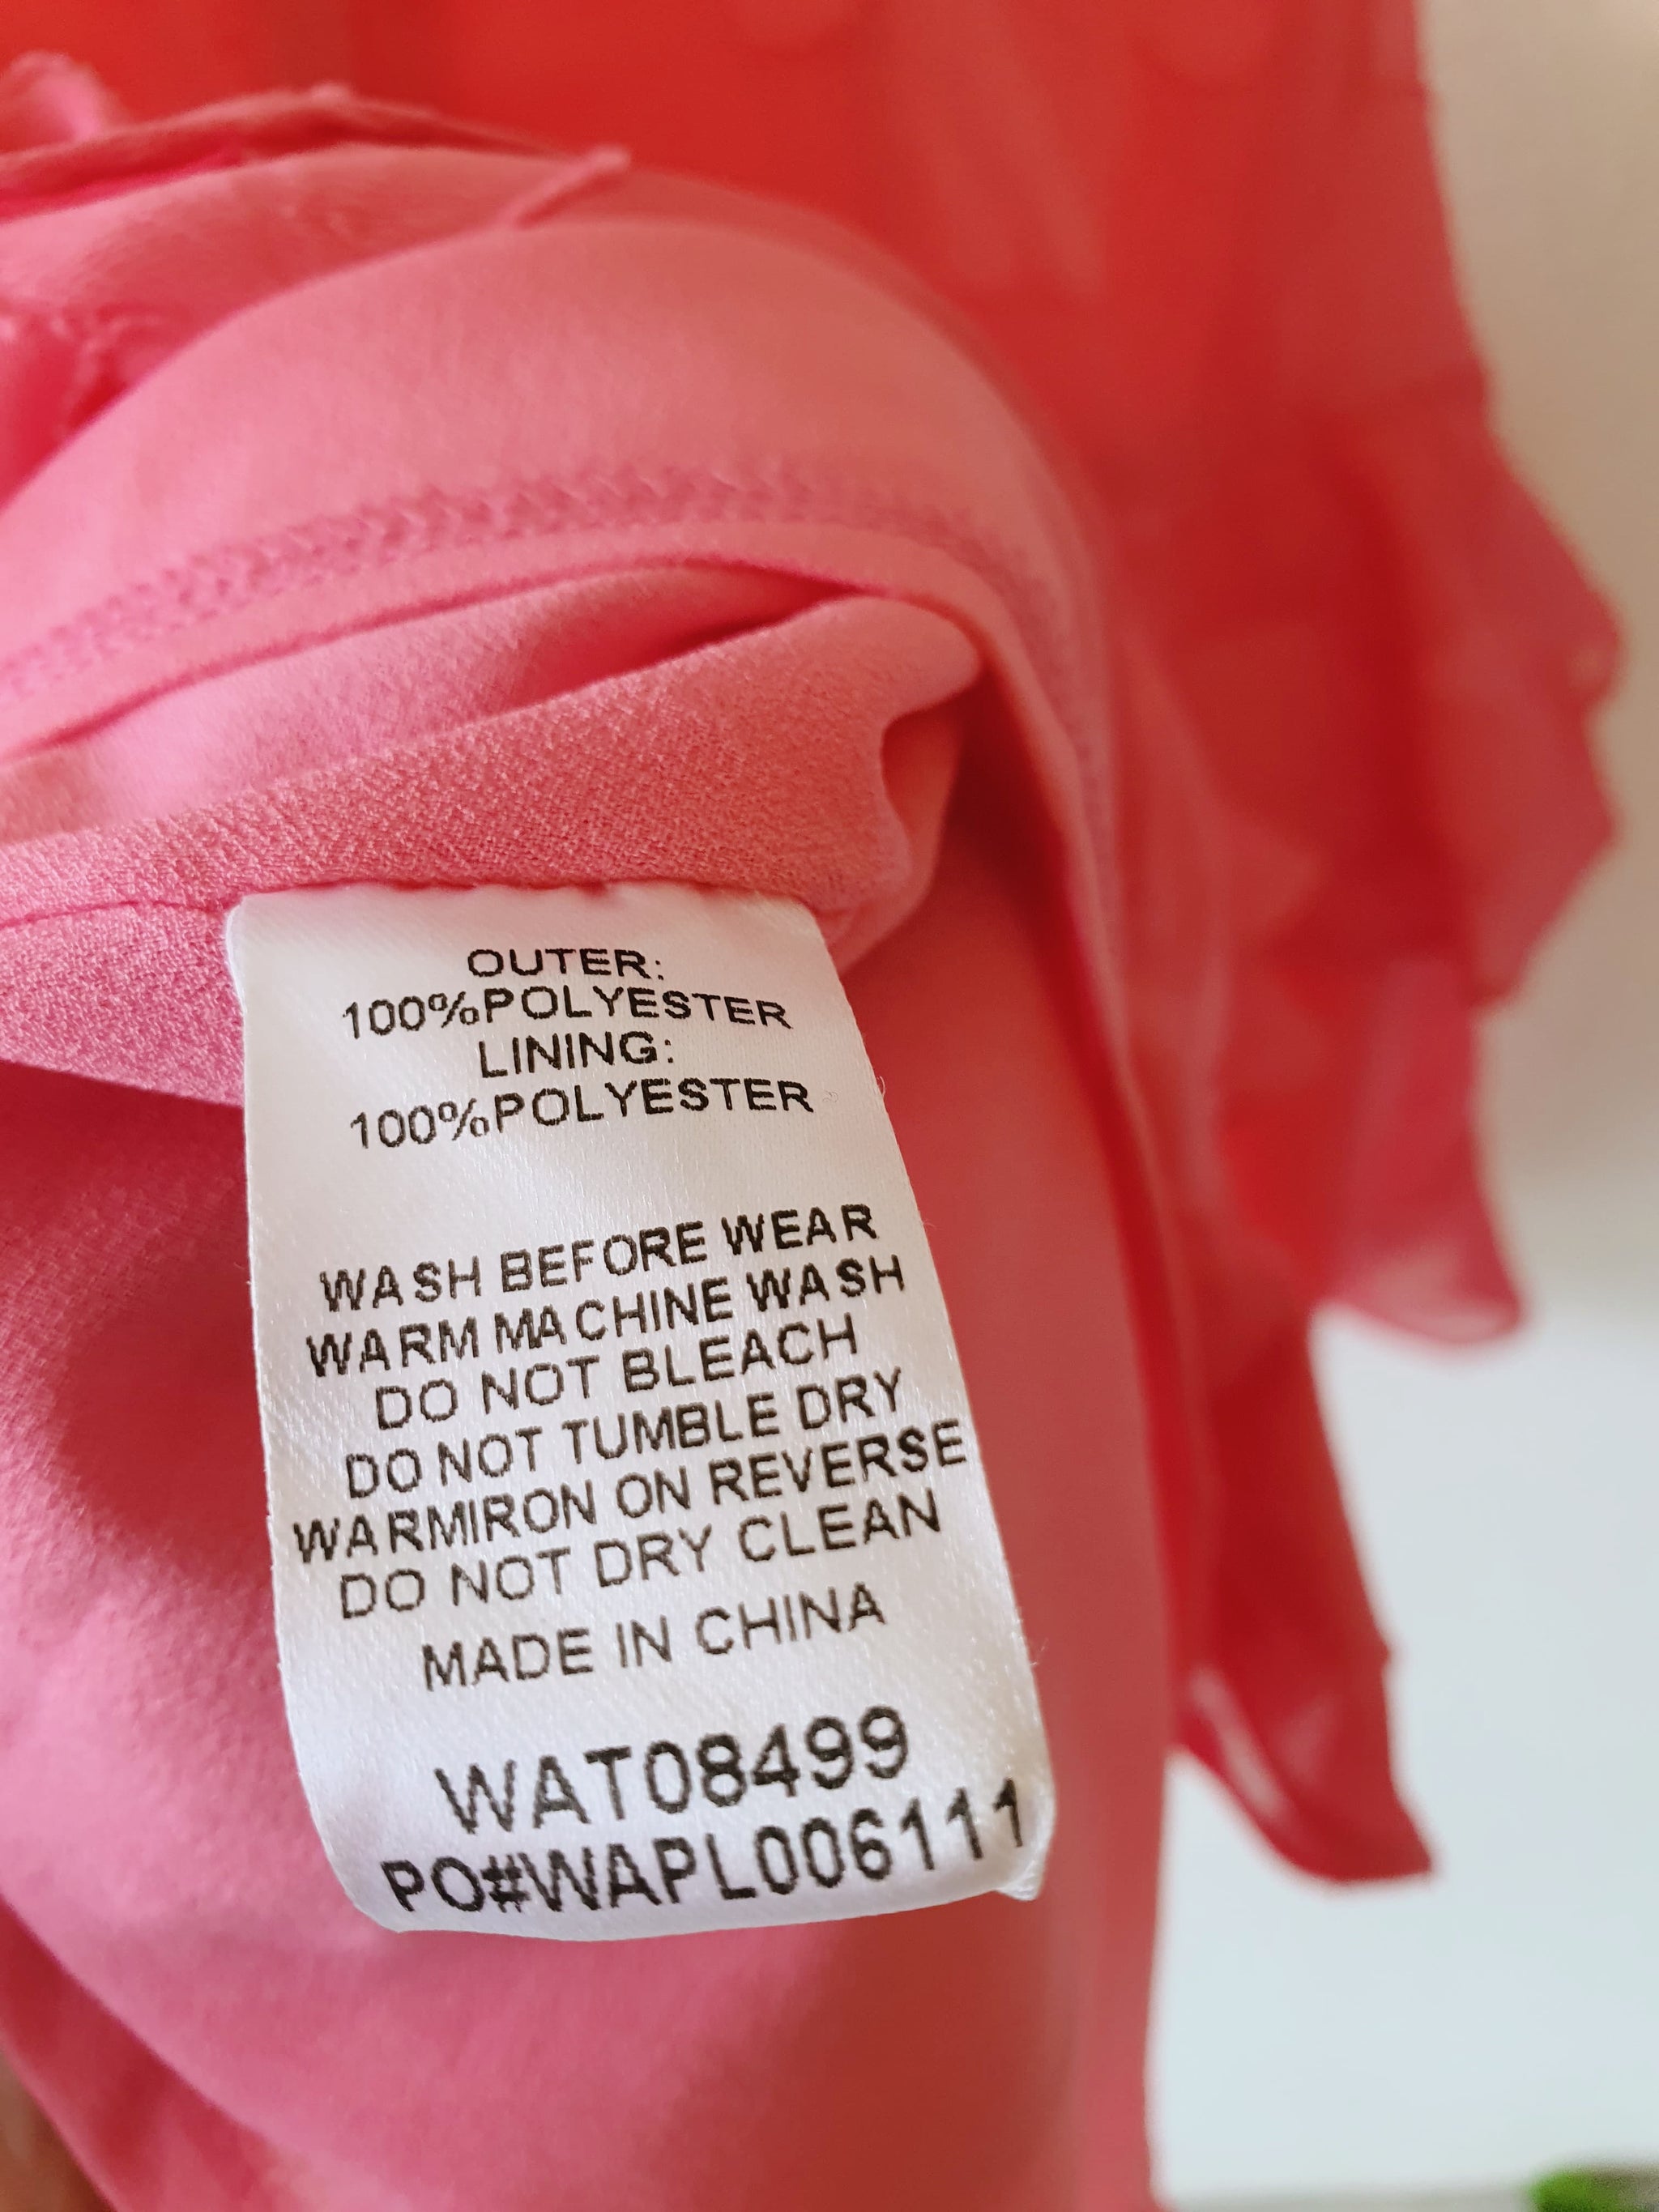 OUTER:
100%POLYESTER
LINING:
100%POLYESTER
WASH BEFORE WEAR
WARM MACHINE WASH
DO NOT BLEACH
DO NOT TUMBLE DRY
WARMIRON ON REVERSE
DO NOT DRY CLEAN
MADE IN CHINA
WAT08499
PO#WAPL006111